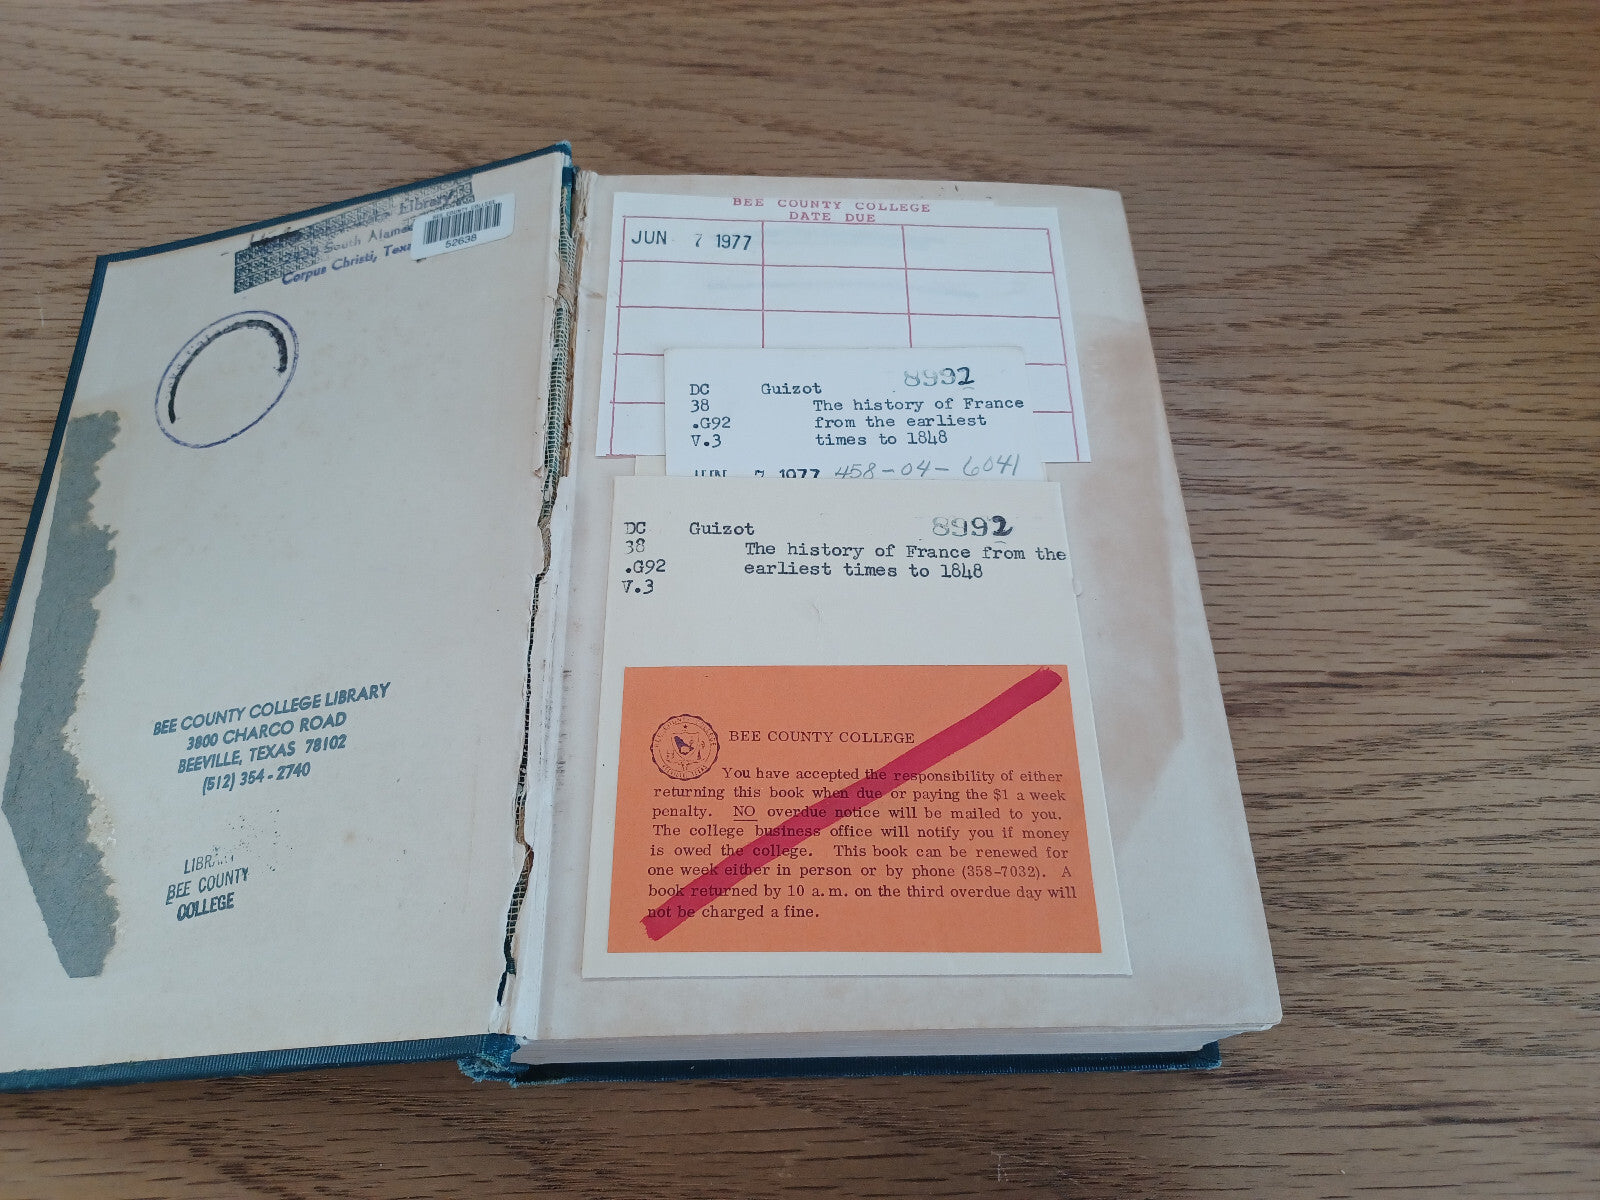 Library
South
Corpus Christi,
52638
BEE COUNTY COLLEGE LIBRARY
3800 CHARCO ROAD
BEEVILLE, TEXAS 78102
(512) 354-2740
BEE COUNTY
COLLEGE
BEE COUNTY COLLEGE
DATE DUE
JUN 7 1977
DC Guizot 8992
38 The history of France
.G92 from the earliest
V.3 times to 1848
7 1977 458-04-6041
DC Guizot 8992
38 The history of France from the
.G92 earliest times to 1848
V.3
BEE COUNTY COLLEGE
You have accepted the responsibility of either
returning this book when due or paying the $1 a week
penalty. NO overdue notice will be mailed to you.
The college business office will notify you if money
is owed the college. This book can be renewed for
one week either in person or by phone (358-7032). A
book returned by 10 a.m. on the third overdue day will
not be charged a fine.